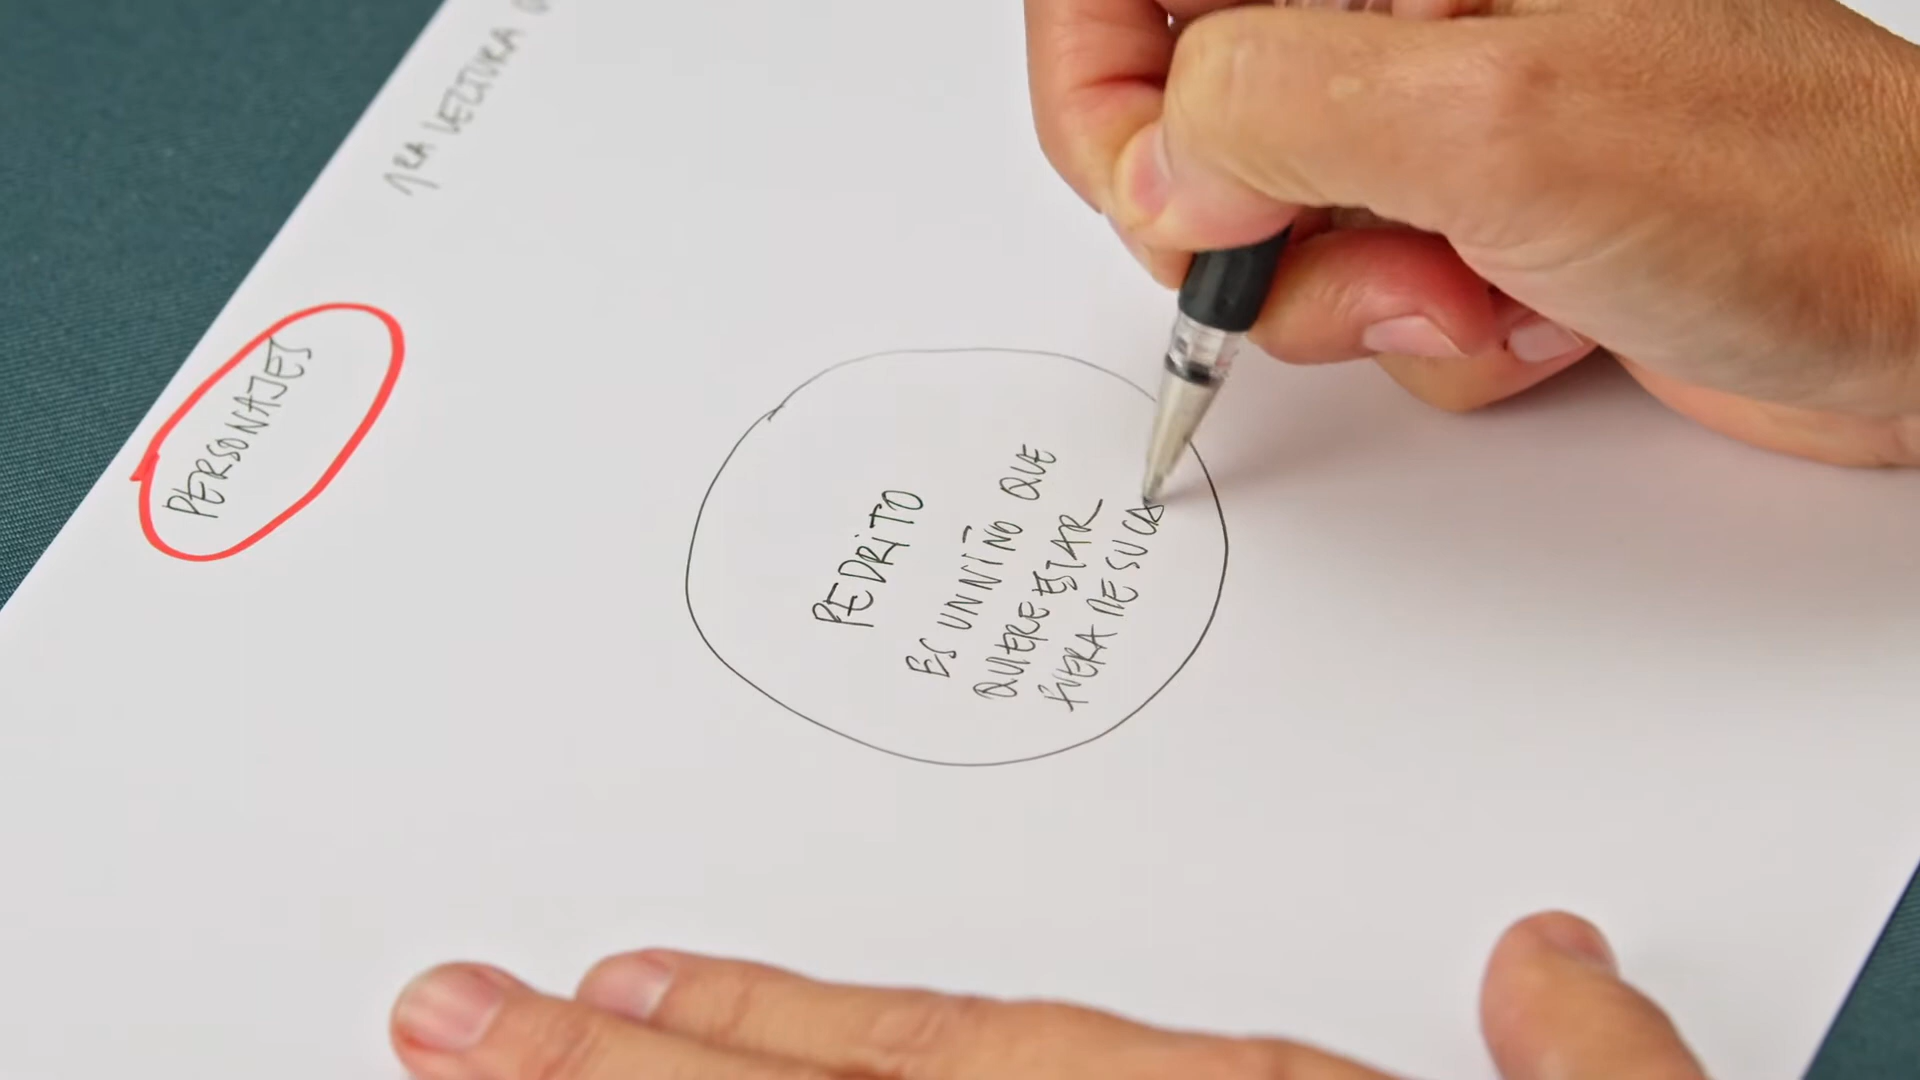 1RA LECTURA
PERSONAJES
PEDRITO
ES UN NIÑO QUE
QUIERE ESTAR
FUERA DE SU CA